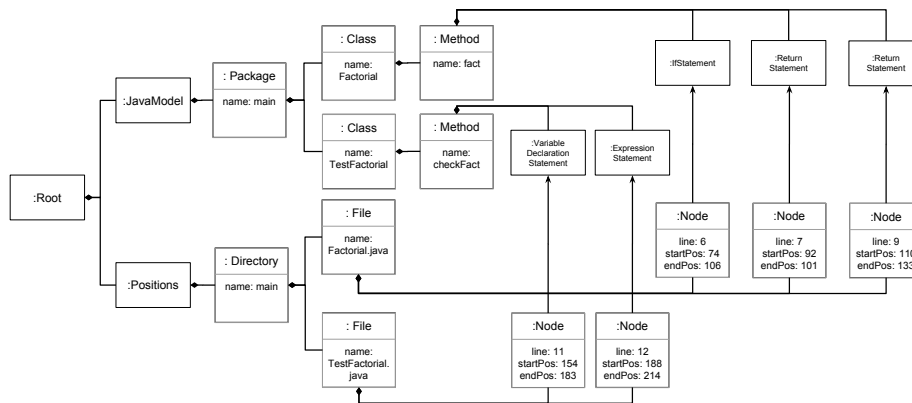 : Class
name:
Factorial
: Method
name: fact
:IfStatement
:Return
Statement
:Return
Statement
: Package
name: main
:JavaModel
: Class
name:
TestFactorial
: Method
name:
checkFact
:Variable
Declaration
Statement
:Expression
Statement
:Root
: File
name:
Factorial.java
:Node
line: 6
startPos: 74
endPos: 106
:Node
line: 7
startPos: 92
endPos: 101
:Node
line: 9
startPos: 110
endPos: 133
:Positions
: Directory
name: main
: File
name:
TestFactorial.
java
:Node
line: 11
startPos: 154
endPos: 183
:Node
line: 12
startPos: 188
endPos: 214